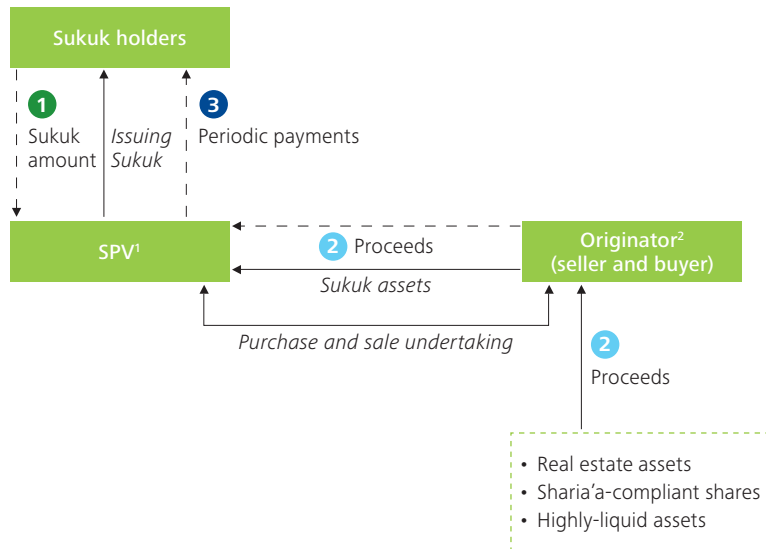 Sukuk holders
1
Sukuk
amount
Issuing
Sukuk
3
Periodic payments
SPV¹
2 Proceeds
Sukuk assets
Originator²
(seller and buyer)
Purchase and sale undertaking
2
Proceeds
• Real estate assets
• Sharia'a-compliant shares
• Highly-liquid assets